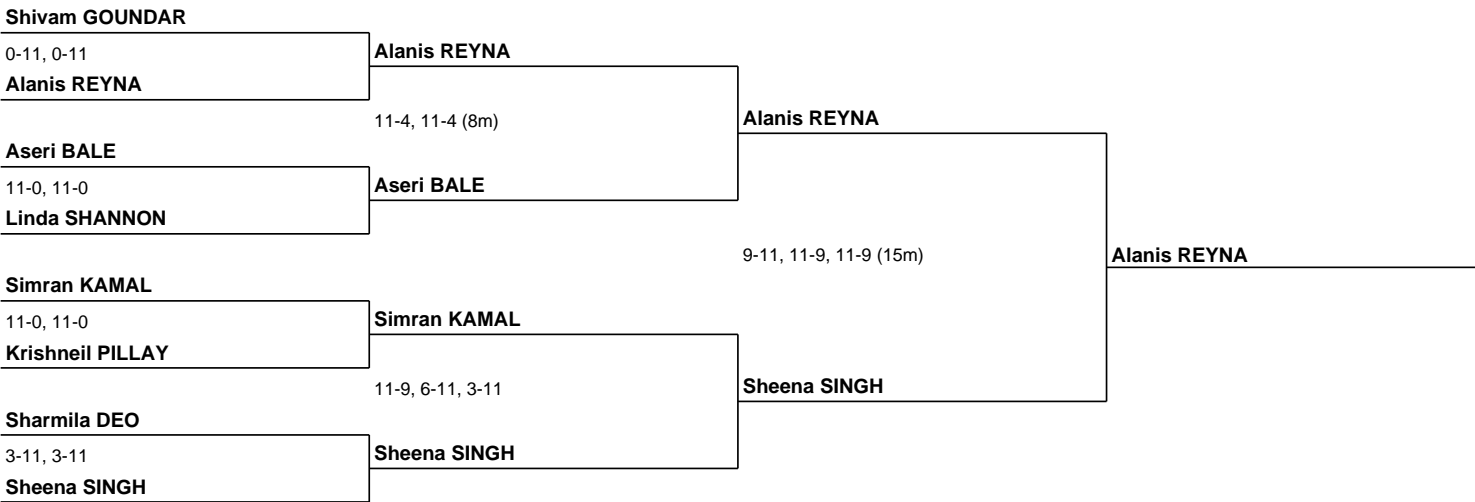 Shivam GOUNDAR
0-11, 0-11
Alanis REYNA
Alanis REYNA
11-4, 11-4 (8m)
Alanis REYNA
Aseri BALE
11-0, 11-0
Aseri BALE
Linda SHANNON
9-11, 11-9, 11-9 (15m)
Alanis REYNA
Simran KAMAL
11-0, 11-0
Simran KAMAL
Krishneil PILLAY
11-9, 6-11, 3-11
Sheena SINGH
Sharmila DEO
3-11, 3-11
Sheena SINGH
Sheena SINGH